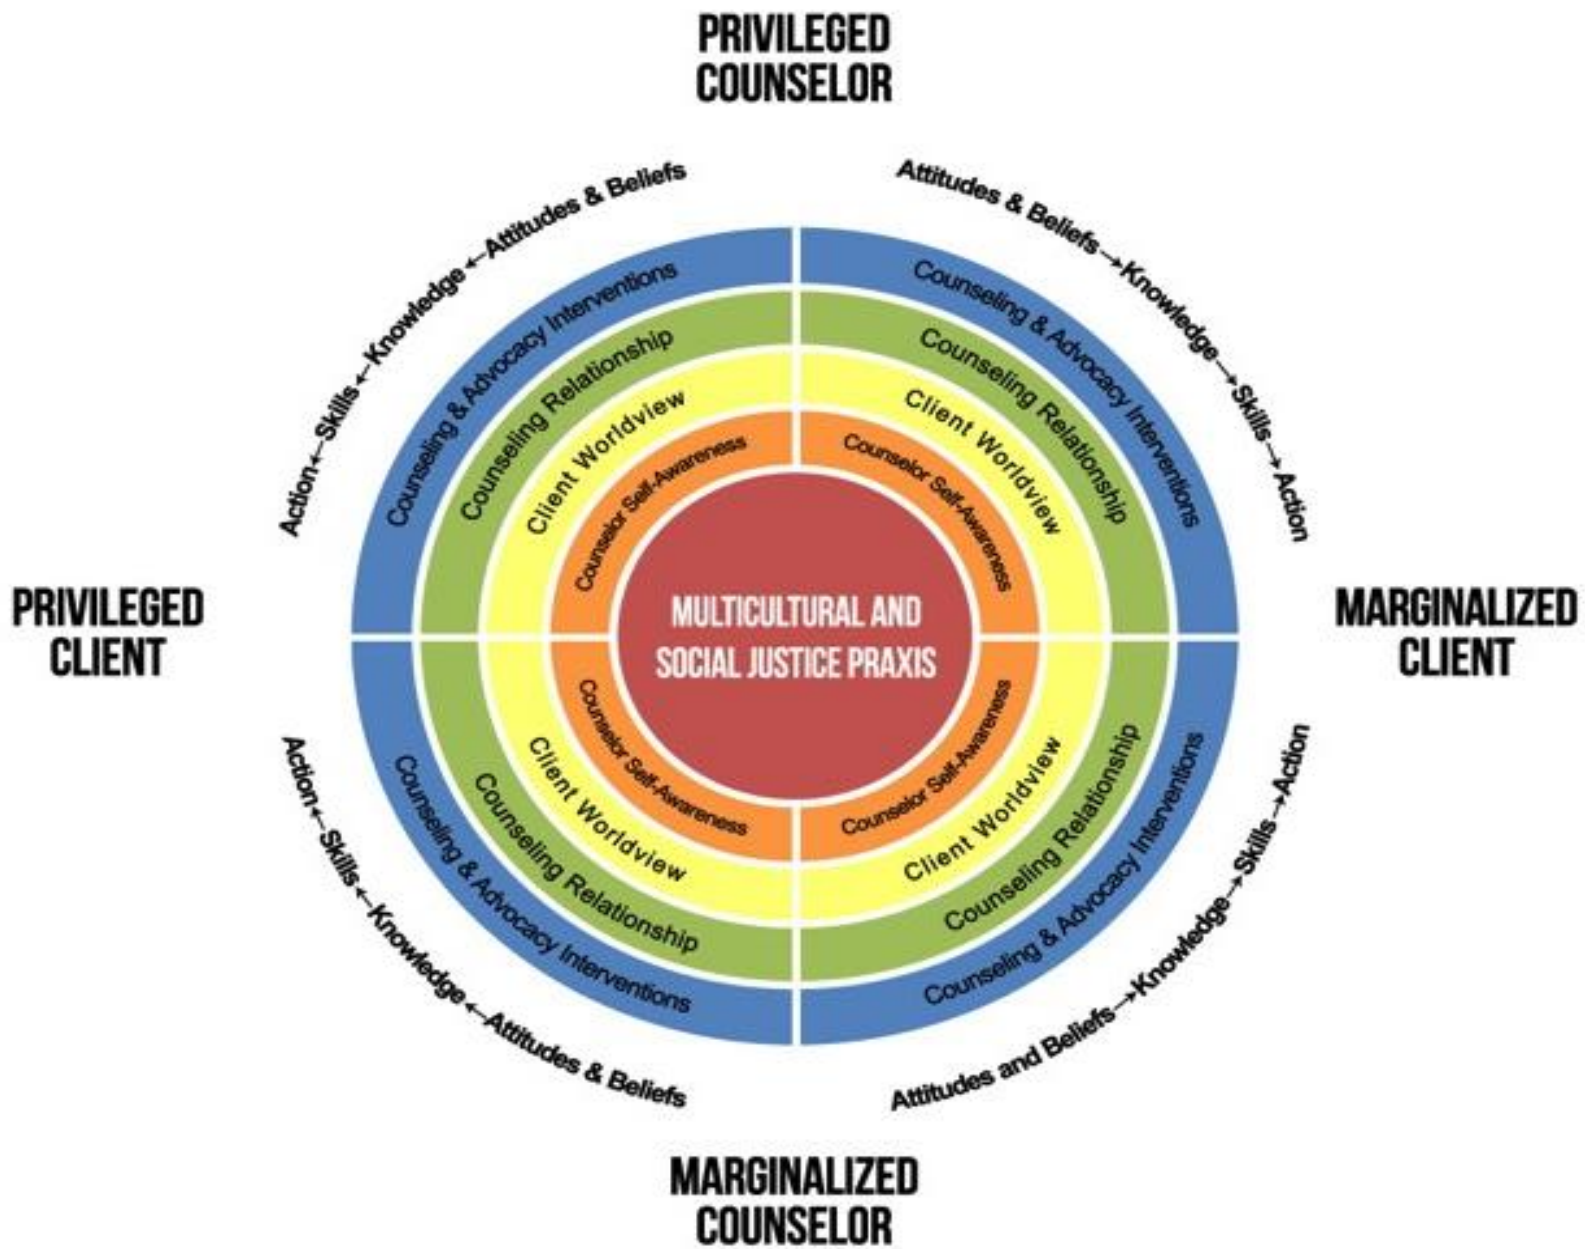 PRIVILEGED
COUNSELOR
Action←Skills←Knowledge←Attitudes & Beliefs
Attitudes & Beliefs→Knowledge→Skills→Action
Counseling & Advocacy Interventions
Counseling & Advocacy Interventions
Counseling Relationship
Counseling Relationship
Client Worldview
Client Worldview
Counselor Self-Awareness
Counselor Self-Awareness
PRIVILEGED
CLIENT
MULTICULTURAL AND
SOCIAL JUSTICE PRAXIS
MARGINALIZED
CLIENT
Counselor Self-Awareness
Counselor Self-Awareness
Client Worldview
Client Worldview
Counseling Relationship
Counseling Relationship
Counseling & Advocacy Interventions
Counseling & Advocacy Interventions
Action←Skills←Knowledge←Attitudes & Beliefs
Attitudes and Beliefs→Knowledge→Skills→Action
MARGINALIZED
COUNSELOR